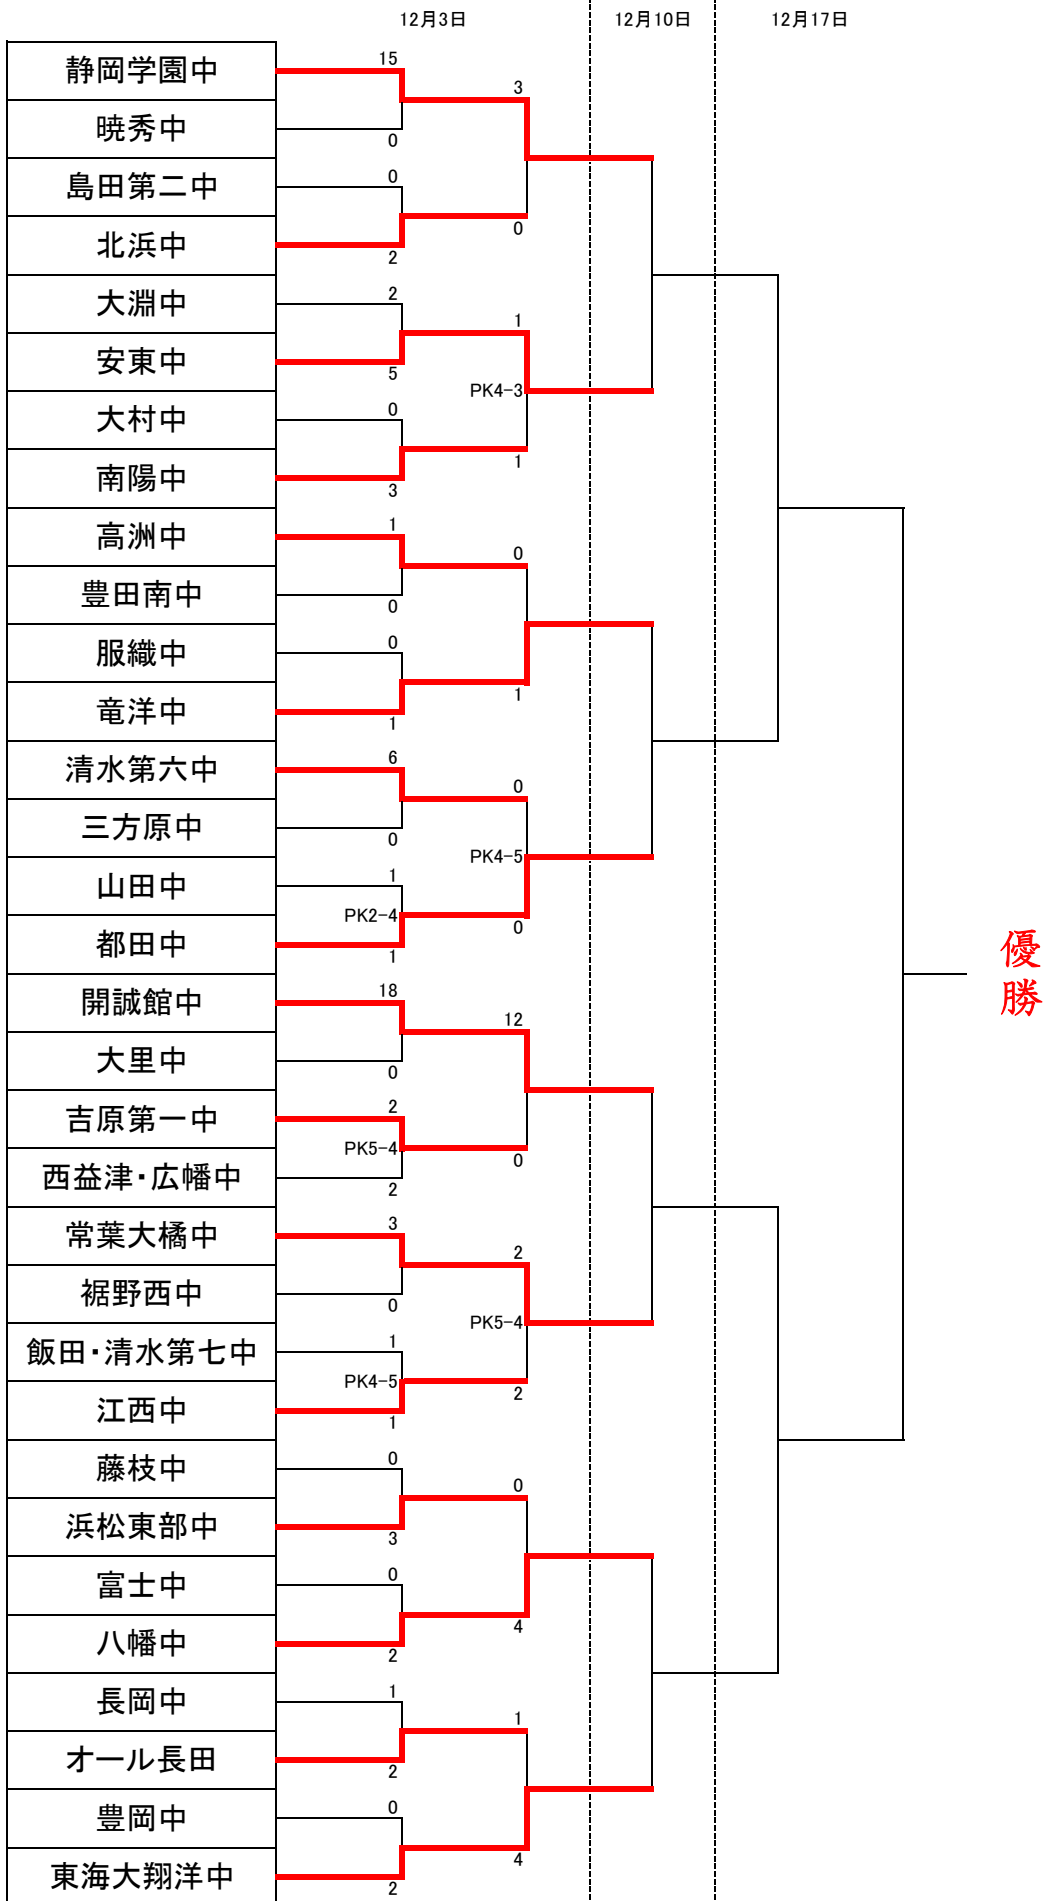 12月3日 12月10日 12月17日
静岡学園中
15
3
暁秀中
0
島田第二中
0
0
北浜中
2
大淵中
2
1
安東中
5
PK4-3
大村中
0
1
南陽中
3
高洲中
1
0
豊田南中
0
服織中
0
1
竜洋中
1
清水第六中
6
0
三方原中
0
PK4-5
山田中
1
PK2-4
0
都田中
1
優勝
開誠館中
18
12
大里中
0
吉原第一中
2
PK5-4
0
西益津・広幡中
2
常葉大橘中
3
2
裾野西中
0
PK5-4
飯田・清水第七中
1
PK4-5
2
江西中
1
藤枝中
0
0
浜松東部中
3
富士中
0
4
八幡中
2
長岡中
1
1
オール長田
2
豊岡中
0
4
東海大翔洋中
2